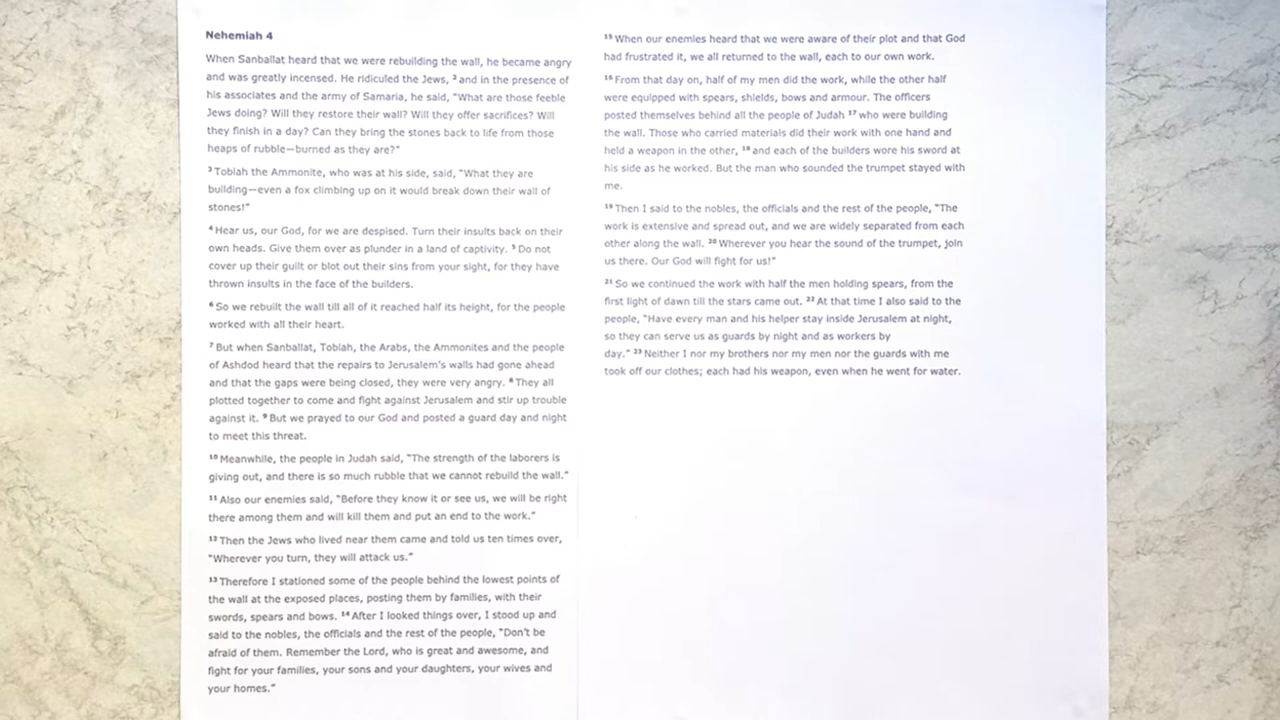 Nehemiah 4
When Sanballat heard that we were rebuilding the wall, he became angry
and was greatly incensed. He ridiculed the Jews, ² and in the presence of
his associates and the army of Samaria, he said, “What are those feeble
Jews doing? Will they restore their wall? Will they offer sacrifices? Will
they finish in a day? Can they bring the stones back to life from those
heaps of rubble—burned as they are?”
³ Tobiah the Ammonite, who was at his side, said, “What they are
building—even a fox climbing up on it would break down their wall of
stones!”
⁴ Hear us, our God, for we are despised. Turn their insults back on their
own heads. Give them over as plunder in a land of captivity. ⁵ Do not
cover up their guilt or blot out their sins from your sight, for they have
thrown insults in the face of the builders.
⁶ So we rebuilt the wall till all of it reached half its height, for the people
worked with all their heart.
⁷ But when Sanballat, Tobiah, the Arabs, the Ammonites and the people
of Ashdod heard that the repairs to Jerusalem’s walls had gone ahead
and that the gaps were being closed, they were very angry. ⁸ They all
plotted together to come and fight against Jerusalem and stir up trouble
against it. ⁹ But we prayed to our God and posted a guard day and night
to meet this threat.
¹⁰ Meanwhile, the people in Judah said, “The strength of the laborers is
giving out, and there is so much rubble that we cannot rebuild the wall.”
¹¹ Also our enemies said, “Before they know it or see us, we will be right
there among them and will kill them and put an end to the work.”
¹² Then the Jews who lived near them came and told us ten times over,
“Wherever you turn, they will attack us.”
¹³ Therefore I stationed some of the people behind the lowest points of
the wall at the exposed places, posting them by families, with their
swords, spears and bows. ¹⁴ After I looked things over, I stood up and
said to the nobles, the officials and the rest of the people, “Don’t be
afraid of them. Remember the Lord, who is great and awesome, and
fight for your families, your sons and your daughters, your wives and
your homes.”
¹⁵ When our enemies heard that we were aware of their plot and that God
had frustrated it, we all returned to the wall, each to our own work.
¹⁶ From that day on, half of my men did the work, while the other half
were equipped with spears, shields, bows and armour. The officers
posted themselves behind all the people of Judah ¹⁷ who were building
the wall. Those who carried materials did their work with one hand and
held a weapon in the other, ¹⁸ and each of the builders wore his sword at
his side as he worked. But the man who sounded the trumpet stayed with
me.
¹⁹ Then I said to the nobles, the officials and the rest of the people, “The
work is extensive and spread out, and we are widely separated from each
other along the wall. ²⁰ Wherever you hear the sound of the trumpet, join
us there. Our God will fight for us!”
²¹ So we continued the work with half the men holding spears, from the
first light of dawn till the stars came out. ²² At that time I also said to the
people, “Have every man and his helper stay inside Jerusalem at night,
so they can serve us as guards by night and as workers by
day.” ²³ Neither I nor my brothers nor my men nor the guards with me
took off our clothes; each had his weapon, even when he went for water.